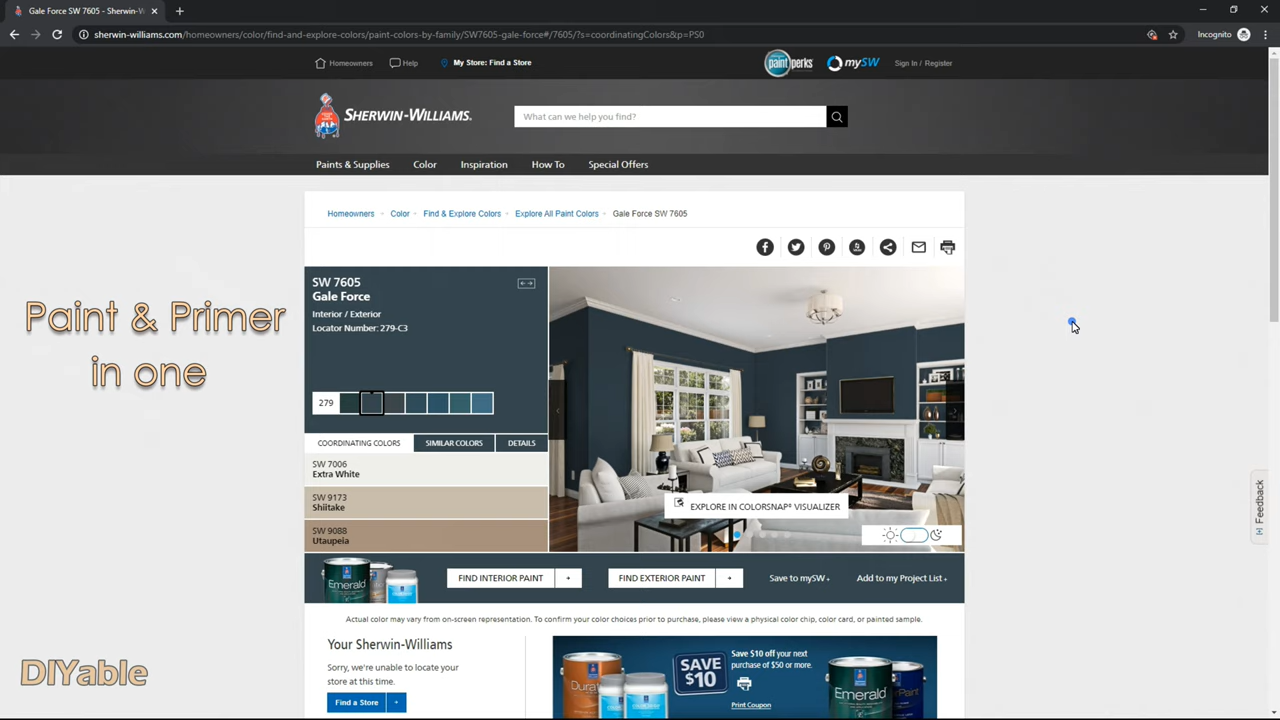 Gale Force SW 7605 - Sherwin-W
sherwin-williams.com/homeowners/color/find-and-explore-colors/paint-colors-by-family/SW7605-gale-force#/7605/?s=coordinatingColors&p=PS0
Incognito
Homeowners
Help
My Store: Find a Store
paintperks
mySW
Sign In / Register
SHERWIN-WILLIAMS.
What can we help you find?
Paints & Supplies
Color
Inspiration
How To
Special Offers
Homeowners
Color
Find & Explore Colors
Explore All Paint Colors
Gale Force SW 7605
SW 7605
Gale Force
Interior / Exterior
Locator Number: 279-C3
279
COORDINATING COLORS
SIMILAR COLORS
DETAILS
SW 7006
Extra White
SW 9173
Shiitake
SW 9088
Utaupeia
EXPLORE IN COLORSNAP® VISUALIZER
Paint & Primer
in one
Feedback
Emerald
FIND INTERIOR PAINT
FIND EXTERIOR PAINT
Save to mySW+
Add to my Project List+
Actual color may vary from on-screen representation. To confirm your color choices prior to purchase, please view a physical color chip, color card, or painted sample.
Your Sherwin-Williams
Sorry, we're unable to locate your
store at this time.
Find a Store
SAVE
$10
Save $10 off your next
purchase of $50 or more.
Print Coupon
Emerald
DIYable